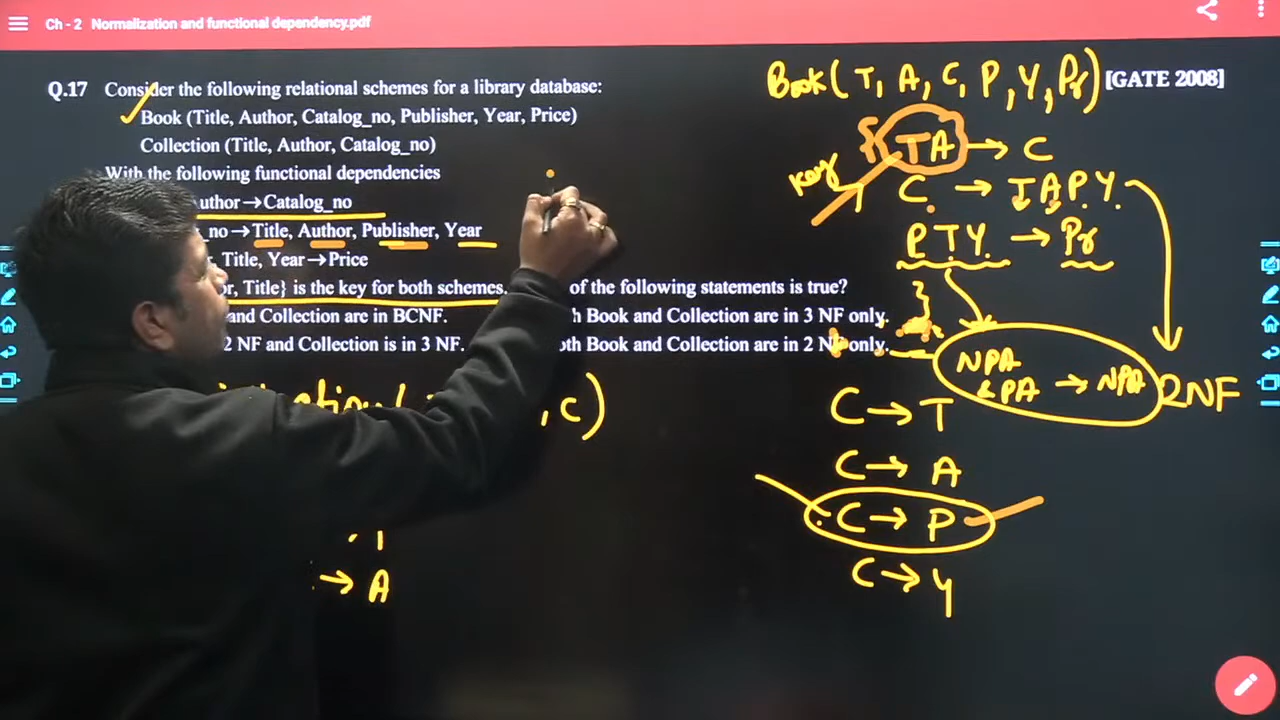 Ch - 2 Normalization and functional dependency.pdf
Q.17 Consider the following relational schemes for a library database:
[GATE 2008]
Book (Title, Author, Catalog_no, Publisher, Year, Price)
Collection (Title, Author, Catalog_no)
With the following functional dependencies
uthor → Catalog_no
_no → Title, Author, Publisher, Year
, Title, Year → Price
or, Title} is the key for both schemes. of the following statements is true?
and Collection are in BCNF. h Book and Collection are in 3 NF only.
2 NF and Collection is in 3 NF. oth Book and Collection are in 2 NF only.
, C)
→ A
Book (T, A, C, P, Y, Pr)
{TA → C
key
C → T A P Y
P T Y → Pr
}
NPA
& PA → NPA
2NF
C → T
C → A
C → P
C → Y